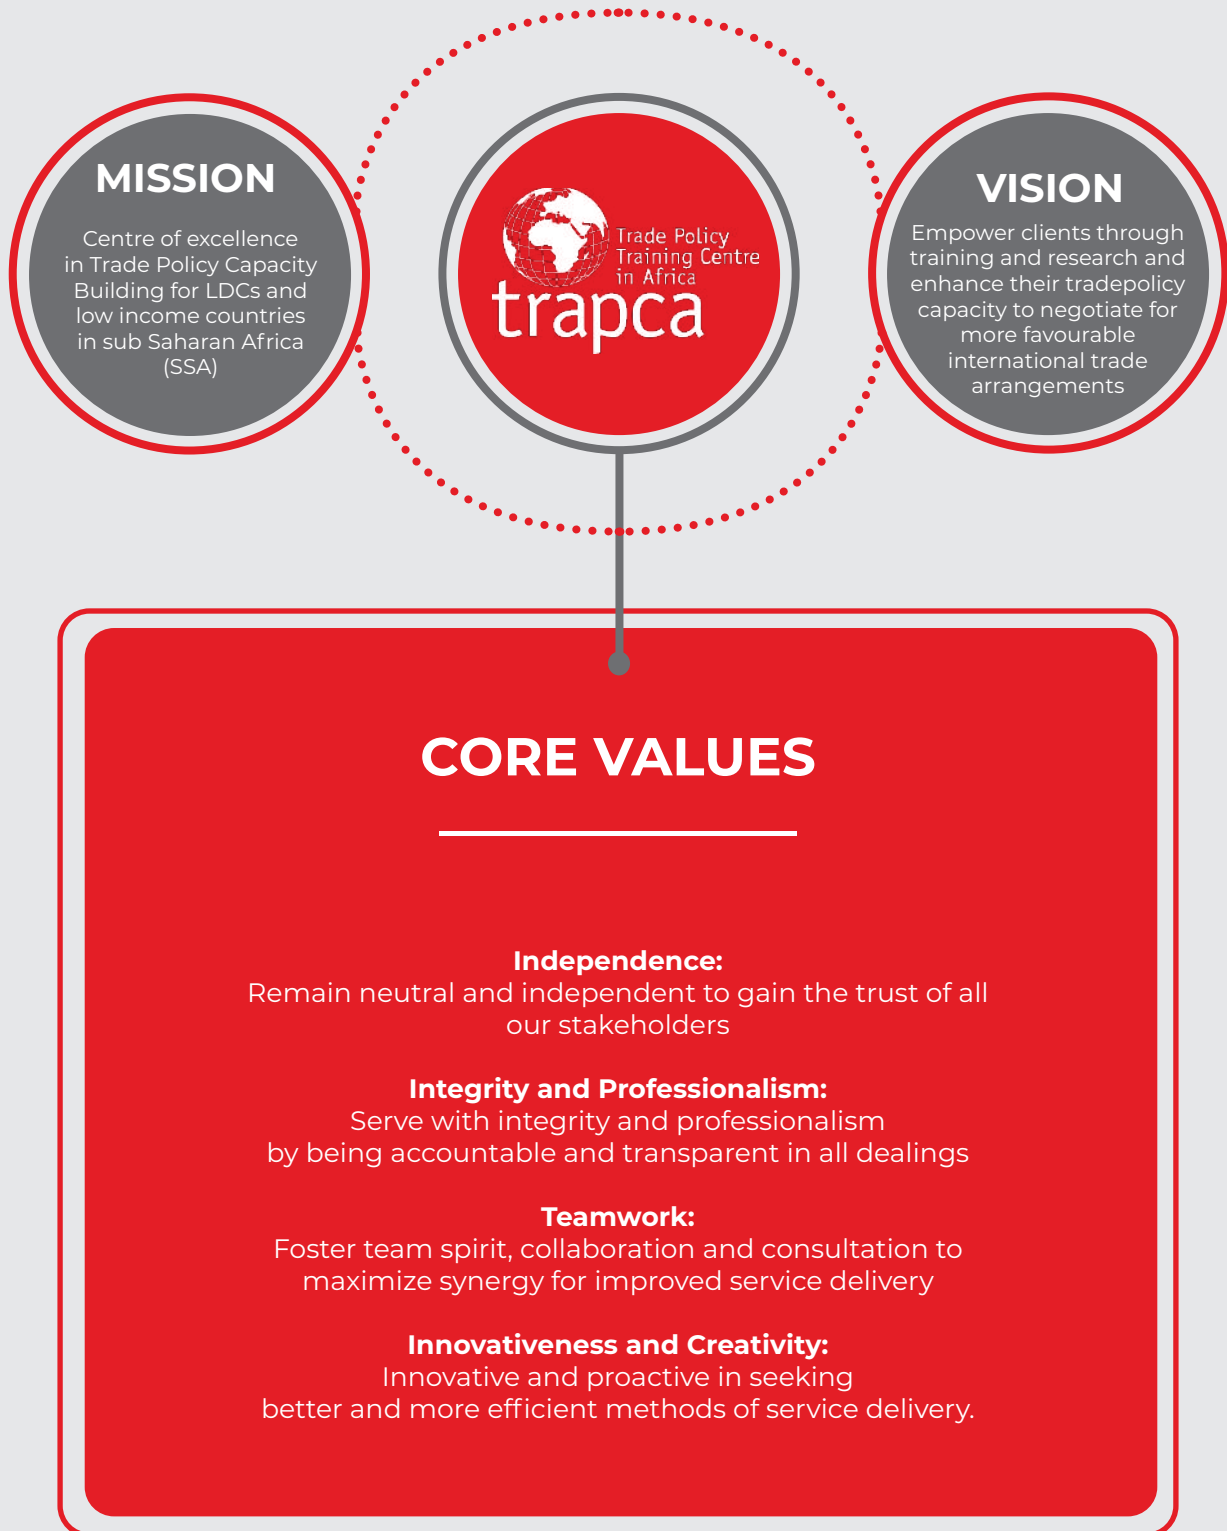 MISSION
Centre of excellence
in Trade Policy Capacity
Building for LDCs and
low income countries
in sub Saharan Africa
(SSA)
Trade Policy
Training Centre
in Africa
trapca
VISION
Empower clients through
training and research and
enhance their tradepolicy
capacity to negotiate for
more favourable
international trade
arrangements
CORE VALUES
Independence:
Remain neutral and independent to gain the trust of all
our stakeholders
Integrity and Professionalism:
Serve with integrity and professionalism
by being accountable and transparent in all dealings
Teamwork:
Foster team spirit, collaboration and consultation to
maximize synergy for improved service delivery
Innovativeness and Creativity:
Innovative and proactive in seeking
better and more efficient methods of service delivery.